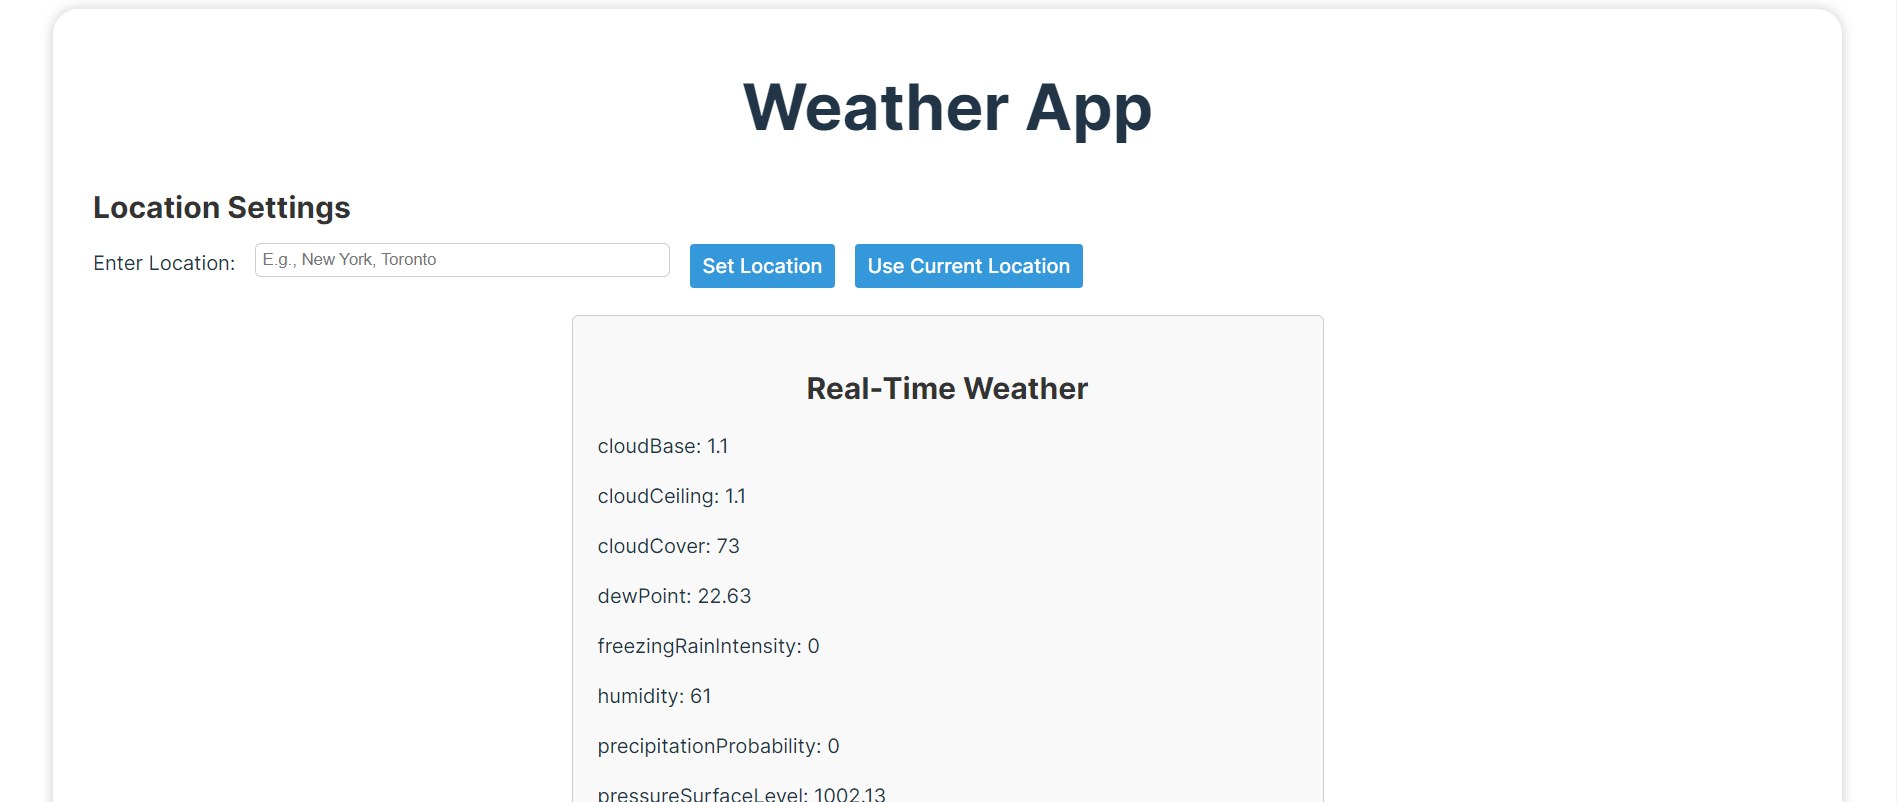 Weather App
Location Settings
Enter Location: E.g., New York, Toronto Set Location Use Current Location
Real-Time Weather
cloudBase: 1.1
cloudCeiling: 1.1
cloudCover: 73
dewPoint: 22.63
freezingRainIntensity: 0
humidity: 61
precipitationProbability: 0
pressureSurfaceLevel: 1002.13